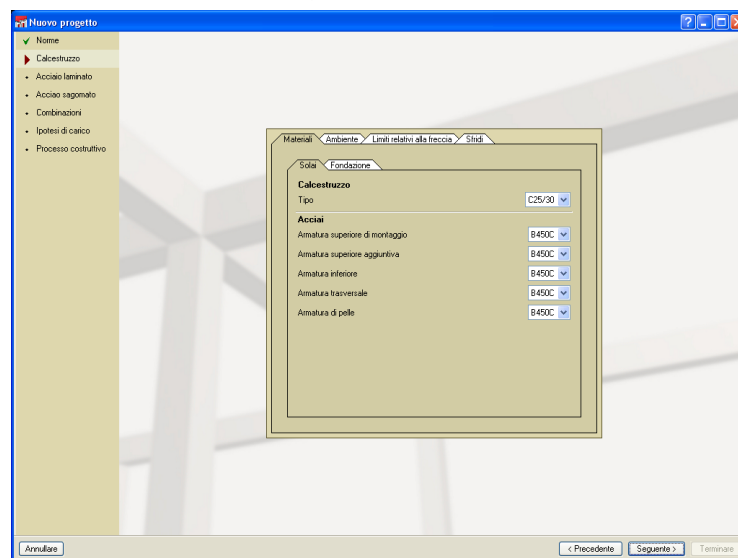 Nuovo progetto
Norme
Calcestruzzo
Acciaio laminato
Acciao sagomato
Combinazioni
Ipotesi di carico
Processo costruttivo
Materiali Ambiente Limiti relativi alla freccia Sfridi
Solai Fondazione
Calcestruzzo
Tipo C25/30
Acciai
Armatura superiore di montaggio B450C
Armatura superiore aggiuntiva B450C
Armatura inferiore B450C
Armatura trasversale B450C
Armatura di pelle B450C
Annullare < Precedente Seguente > Terminare